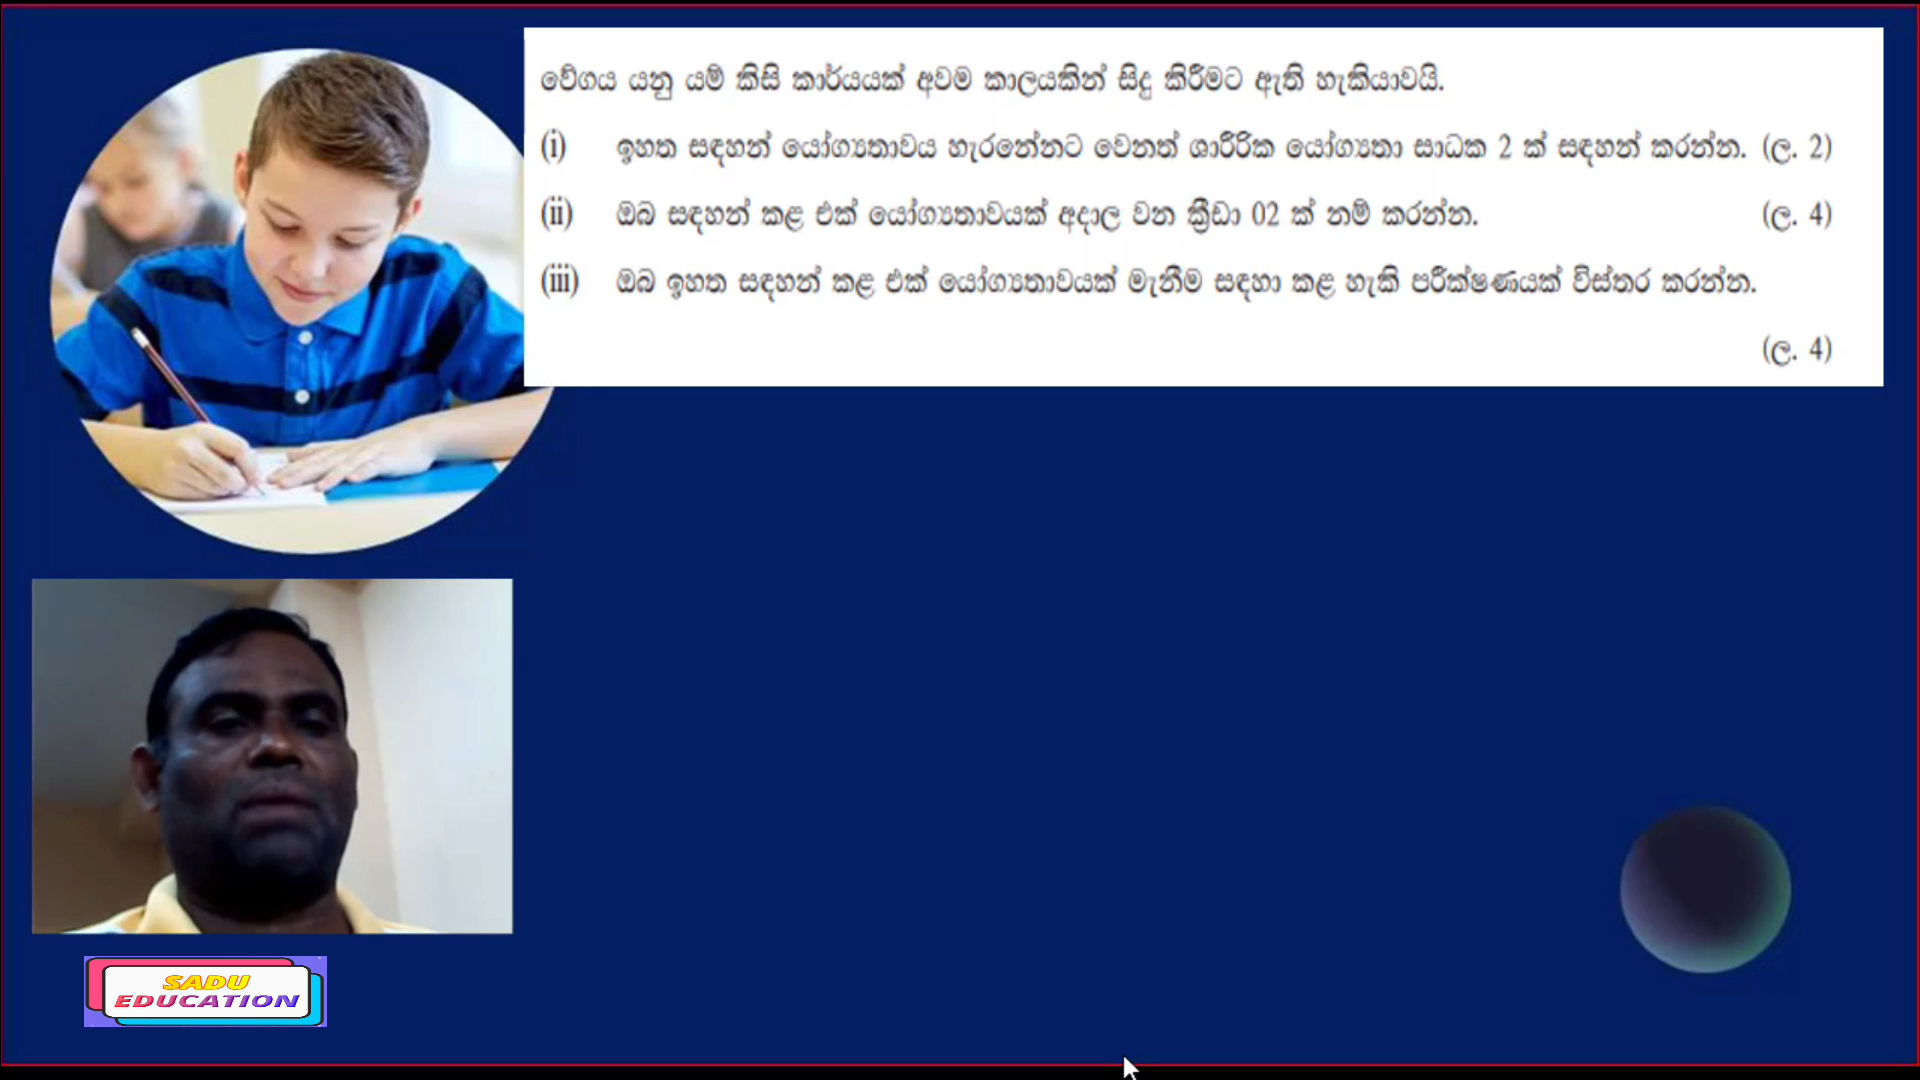 වේගය යනු යම් කිසි කාර්යයක් අවම කාලයකින් සිදු කිරීමට ඇති හැකියාවයි.
(i) ඉහත සඳහන් යෝග්‍යතාවය හැරුනේනට වෙනත් ශාරීරික යෝග්‍යතා සාධක 2 ක් සඳහන් කරන්න. (ල. 2)
(ii) ඔබ සඳහන් කළ එක් යෝග්‍යතාවයක් අදාල වන ක්‍රීඩා 02 ක් නම් කරන්න. (ල. 4)
(iii) ඔබ ඉහත සඳහන් කළ එක් යෝග්‍යතාවයක් මැනීම සඳහා කළ හැකි පරීක්ෂණයක් විස්තර කරන්න.
(ල. 4)
SADU
EDUCATION